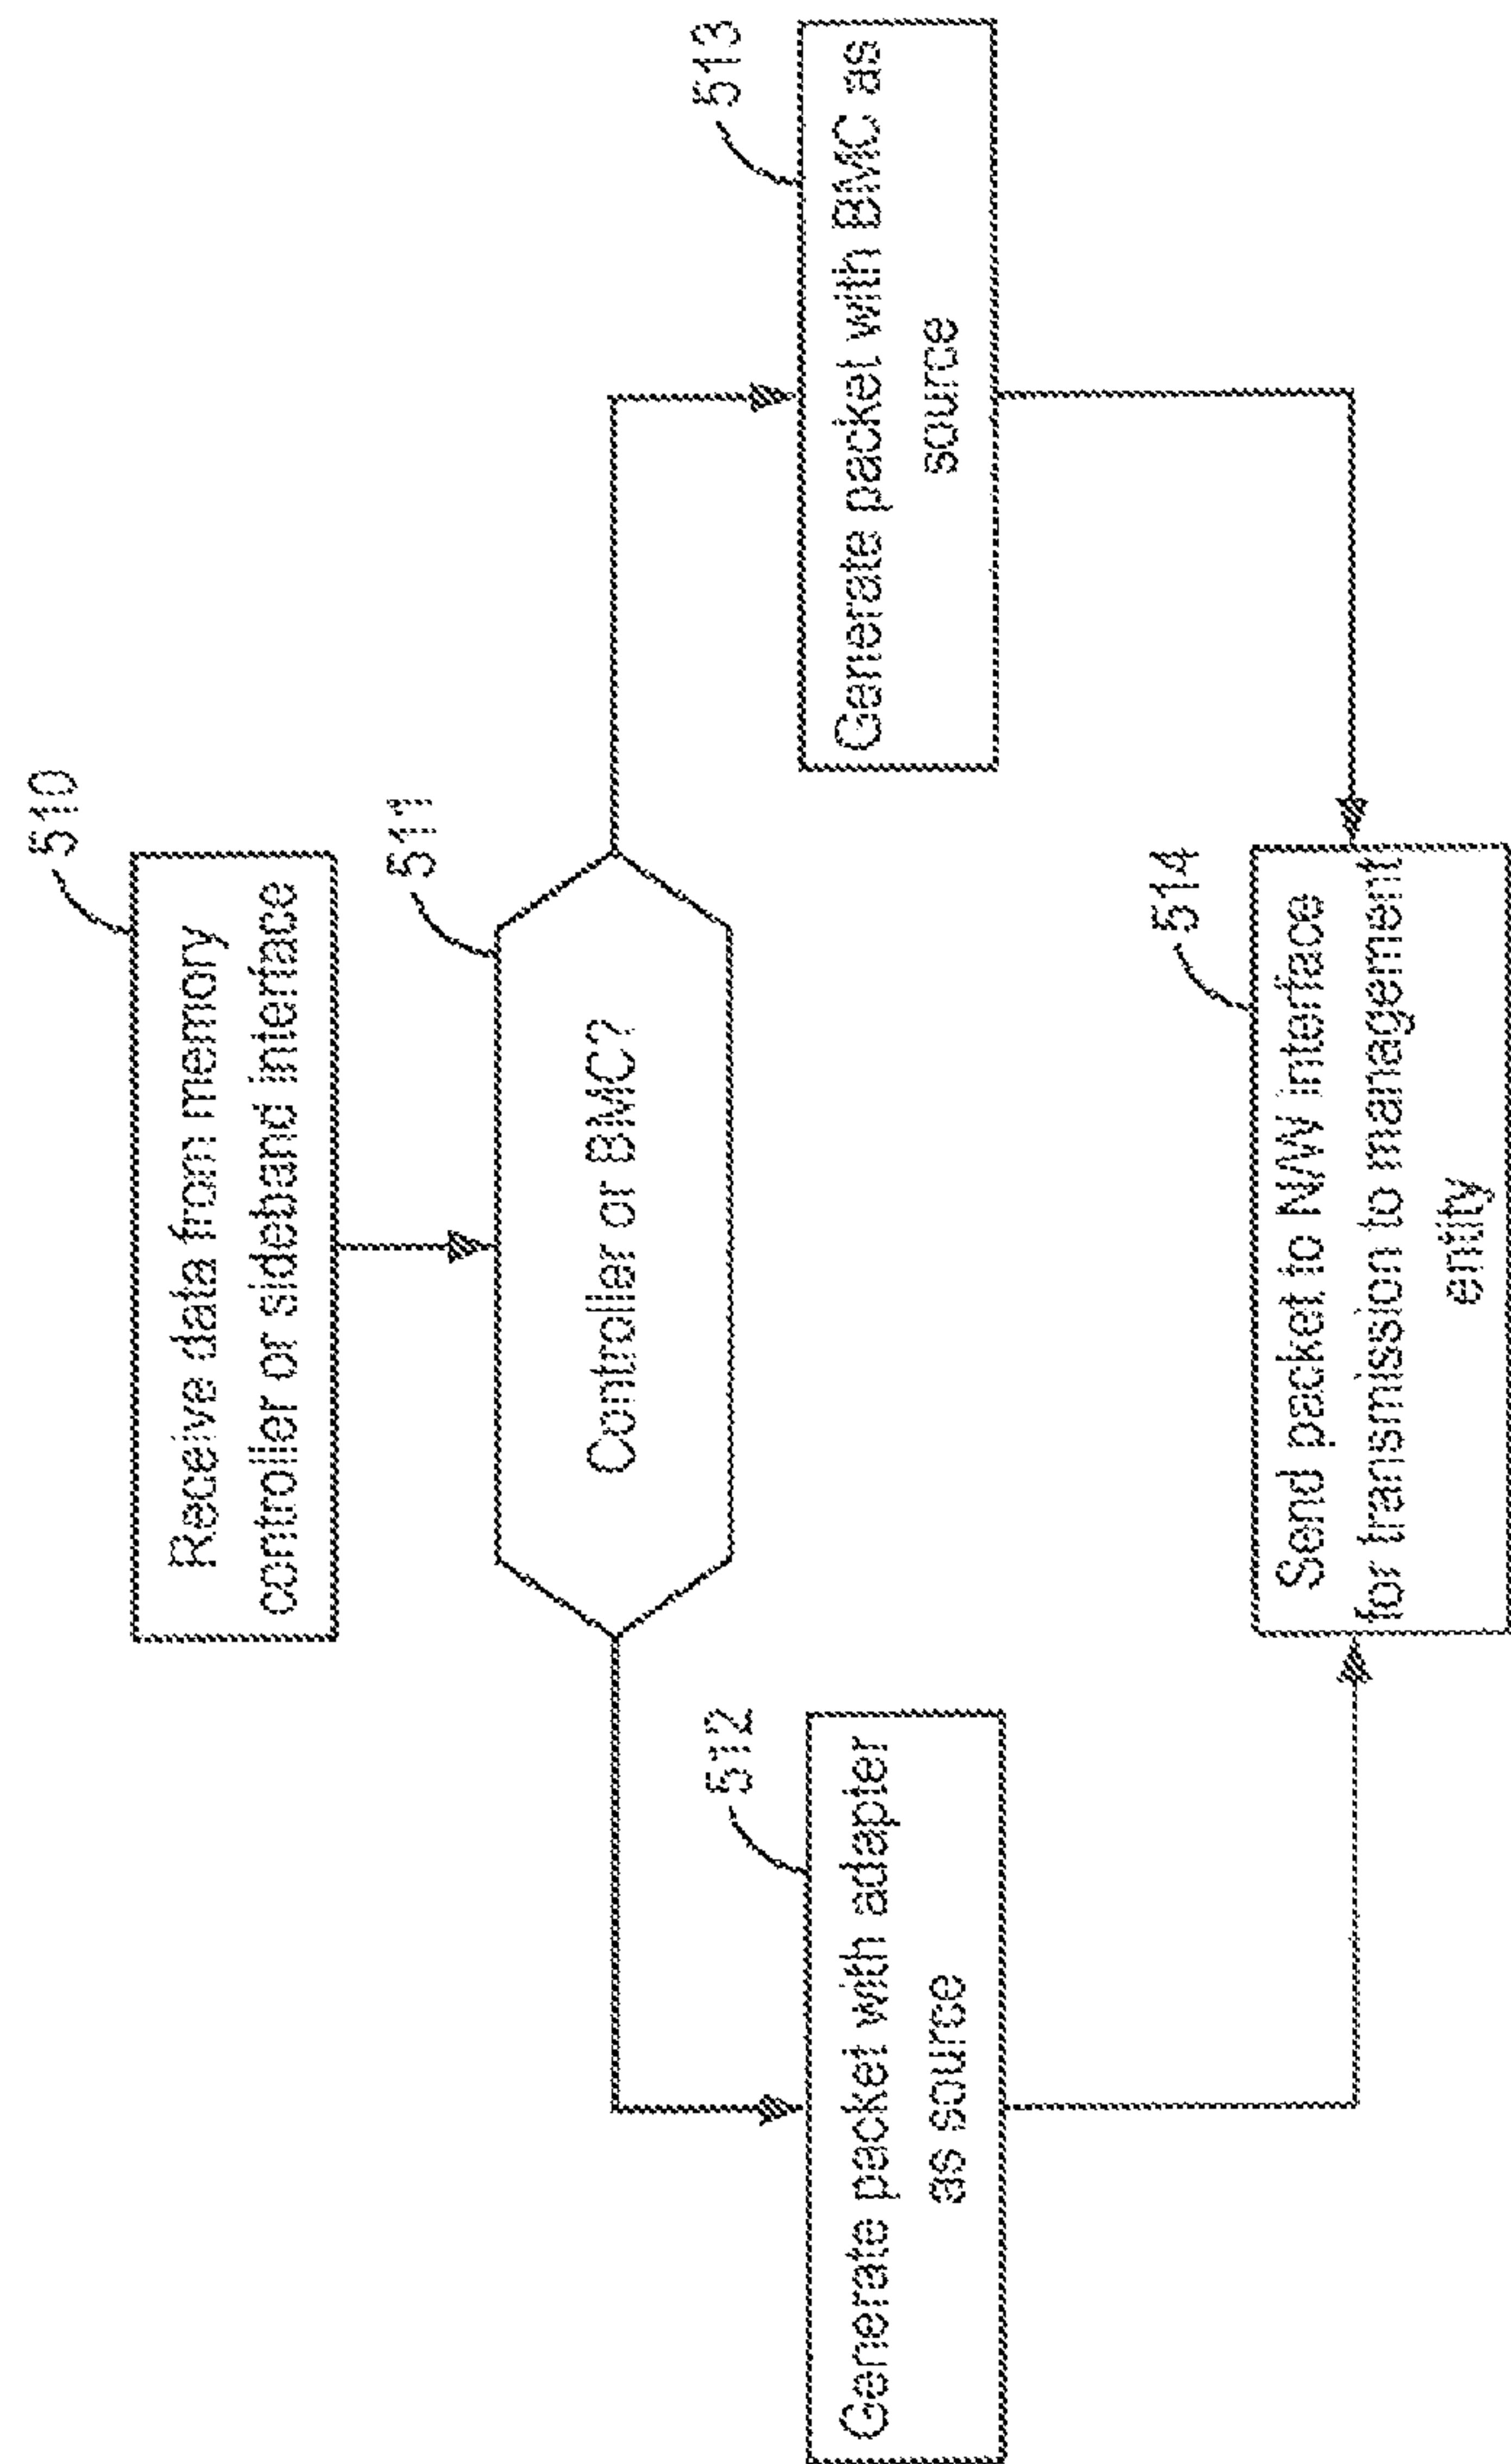 510
Receive data from memory
controller or sideband interface
511
Controller or BMC?
512
Generate packet with adapter
as source
513
Generate packet with BMC as
source
514
Send packet to NW interface
for transmission to management
entity